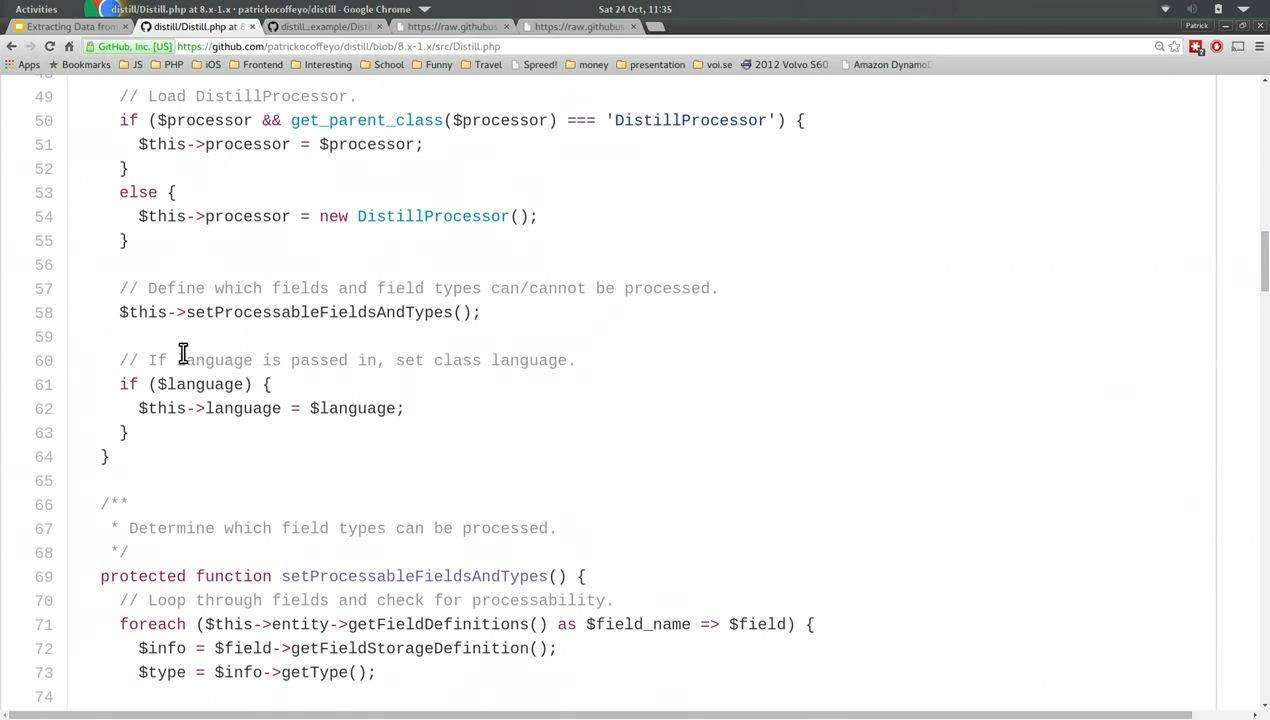 Activities
distill/Distill.php at 8.x-1.x · patrickcoffeyo/distill - Google Chrome
Sat 24 Oct, 11:35
Extracting Data from
distill/Distill.php at 8
distill..._example/Dist
https://raw.githubus
https://raw.githubus
Patrick
GitHub, Inc. [US]
https://github.com/patrickcoffeyo/distill/blob/8.x-1.x/src/Distill.php
Apps
Bookmarks
JS
PHP
iOS
Frontend
Interesting
School
Funny
Travel
Spreed!
money
presentation
voi.se
2012 Volvo S60
Amazon Dynamo
49 // Load DistillProcessor.
50 if ($processor && get_parent_class($processor) === 'DistillProcessor') {
51 $this->processor = $processor;
52 }
53 else {
54 $this->processor = new DistillProcessor();
55 }
56
57 // Define which fields and field types can/cannot be processed.
58 $this->setProcessableFieldsAndTypes();
59
60 // If language is passed in, set class language.
61 if ($language) {
62 $this->language = $language;
63 }
64 }
65
66 /**
67 * Determine which field types can be processed.
68 */
69 protected function setProcessableFieldsAndTypes() {
70 // Loop through fields and check for processability.
71 foreach ($this->entity->getFieldDefinitions() as $field_name => $field) {
72 $info = $field->getFieldStorageDefinition();
73 $type = $info->getType();
74